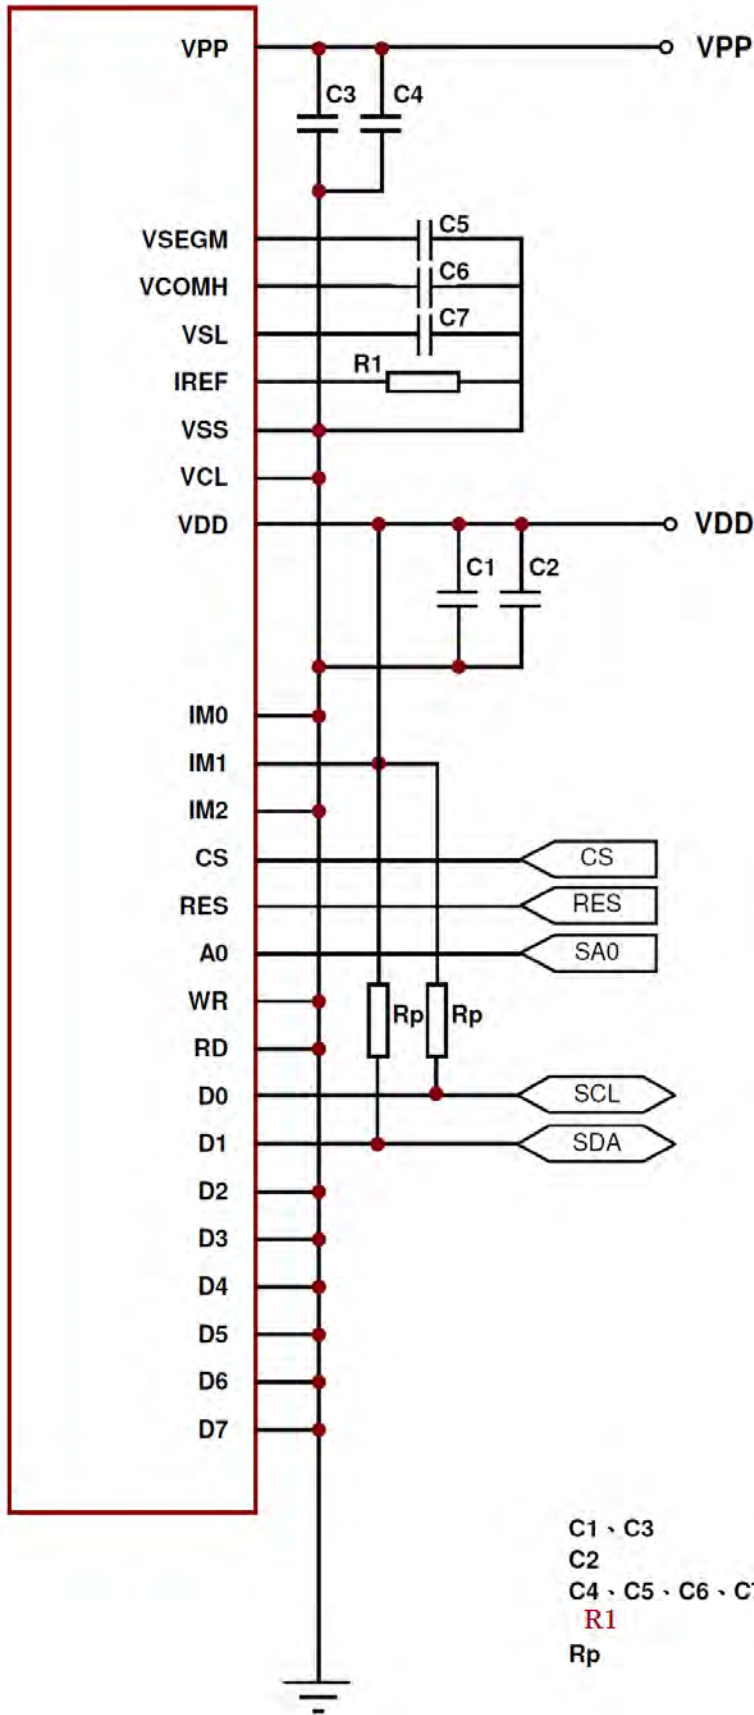 VPP VPP
C3 C4
VSEGM C5
VCOMH C6
VSL C7
IREF R1
VSS
VCL
VDD VDD
C1 C2
IM0
IM1
IM2
CS CS
RES RES
A0 SA0
WR
Rp Rp
RD
D0 SCL
D1 SDA
D2
D3
D4
D5
D6
D7
C1、C3
C2
C4、C5、C6、C7
R1
Rp